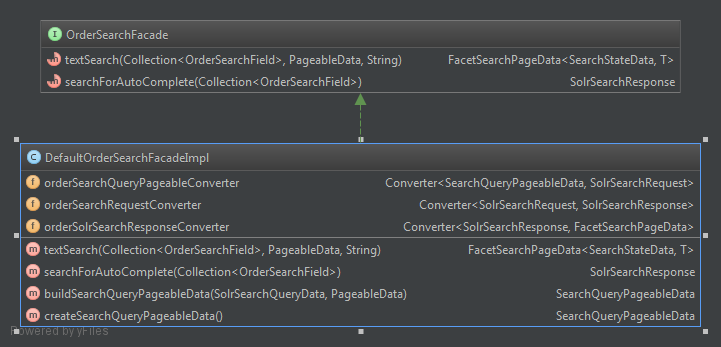 OrderSearchFacade
textSearch(Collection<OrderSearchField>, PageableData, String) FacetSearchPageData<SearchStateData, T>
searchForAutoComplete(Collection<OrderSearchField>) SolrSearchResponse
DefaultOrderSearchFacadeImpl
orderSearchQueryPageableConverter Converter<SearchQueryPageableData, SolrSearchRequest>
orderSearchRequestConverter Converter<SolrSearchRequest, SolrSearchResponse>
orderSolrSearchResponseConverter Converter<SolrSearchResponse, FacetSearchPageData>
textSearch(Collection<OrderSearchField>, PageableData, String) FacetSearchPageData<SearchStateData, T>
searchForAutoComplete(Collection<OrderSearchField>) SolrSearchResponse
buildSearchQueryPageableData(SolrSearchQueryData, PageableData) SearchQueryPageableData
createSearchQueryPageableData() SearchQueryPageableData
Powered by yFiles